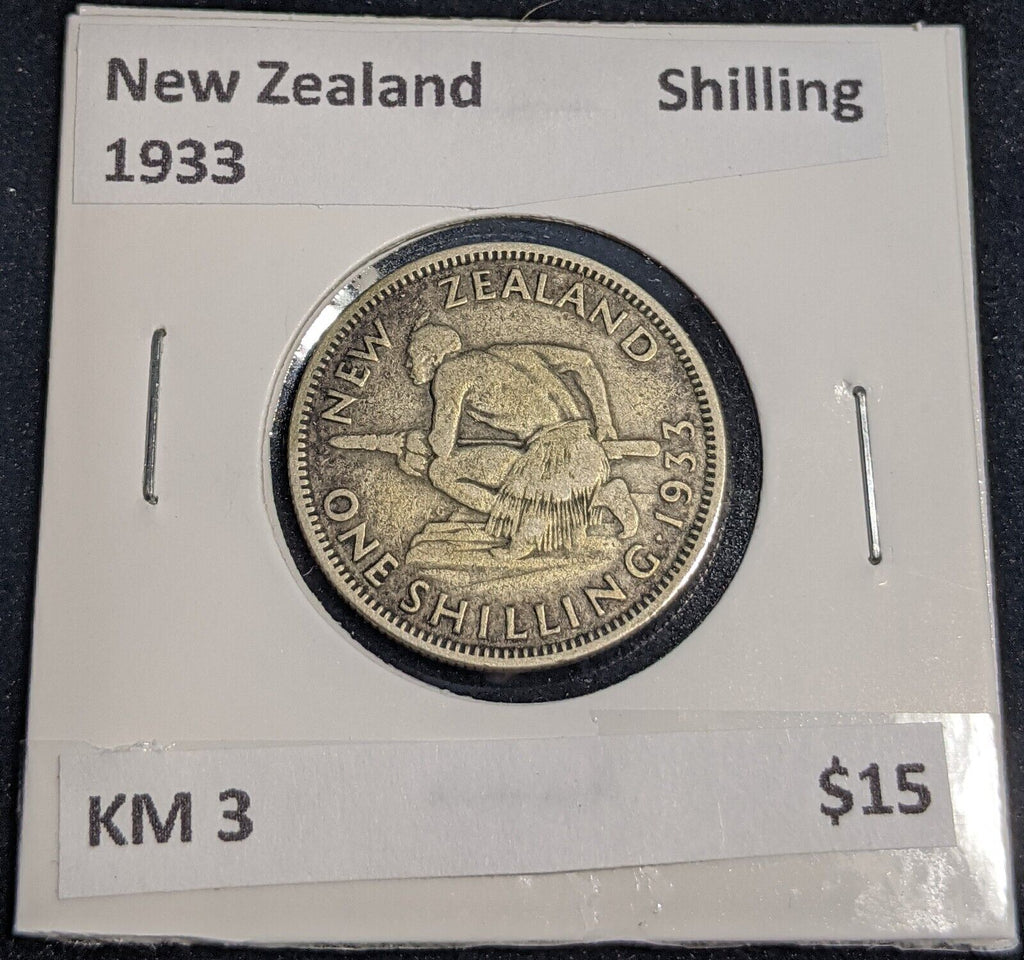 New Zealand Shilling
1933
NEW ZEALAND
ONE SHILLING · 1933
KM 3 $15